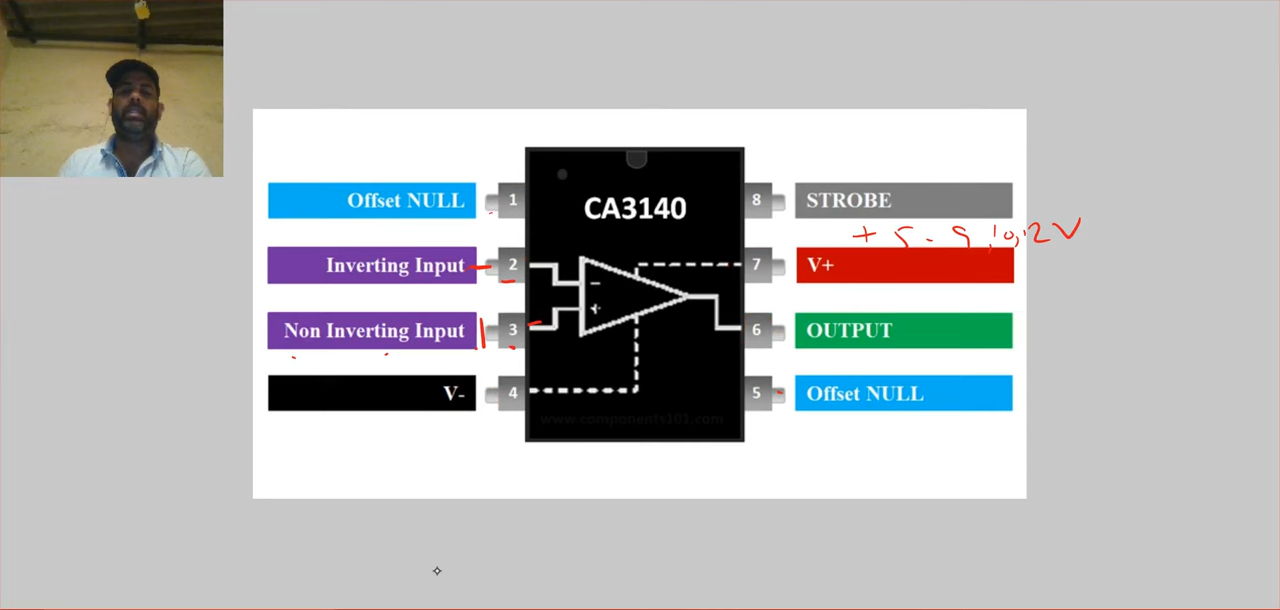 CA3140
Offset NULL 1
8 STROBE
+ 5 - 9, 10, 12 V
Inverting Input 2
-
7 V+
Non Inverting Input 3
+
6 OUTPUT
V- 4
5 Offset NULL
www.components101.com